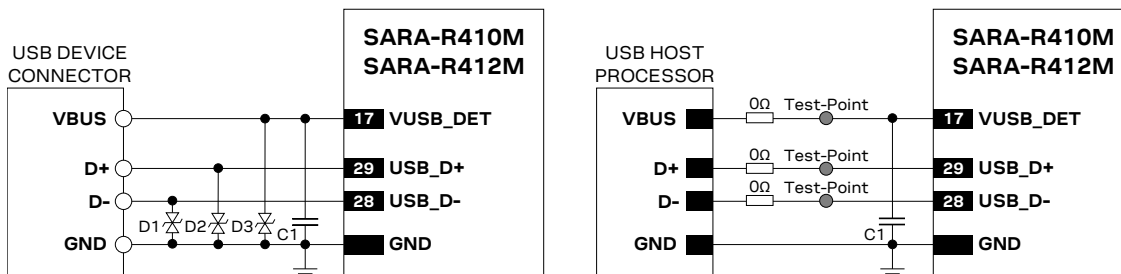 USB DEVICE
CONNECTOR
SARA-R410M
SARA-R412M
VBUS
17 VUSB_DET
D+
29 USB_D+
D-
28 USB_D-
D1 D2 D3 C1
GND
GND
USB HOST
PROCESSOR
SARA-R410M
SARA-R412M
VBUS
0Ω Test-Point
17 VUSB_DET
D+
0Ω Test-Point
29 USB_D+
D-
0Ω Test-Point
28 USB_D-
C1
GND
GND